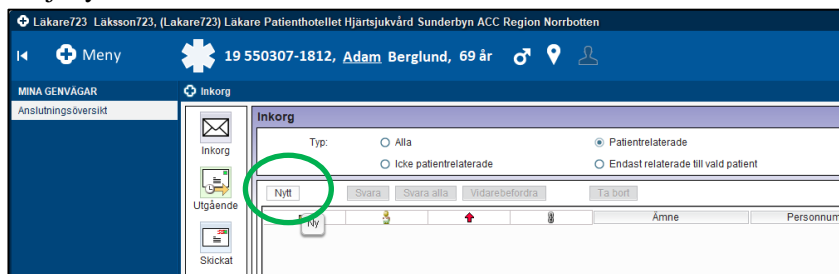 Läkare723 Läksson723, (Lakare723) Läkare Patienthotellet Hjärtsjukvård Sunderbyn ACC Region Norrbotten
Meny
19 550307-1812, Adam Berglund, 69 år
MINA GENVÄGAR
Inkorg
Anslutningsöversikt
Inkorg
Inkorg
Typ:
Alla
Patientrelaterade
Icke patientrelaterade
Endast relaterade till vald patient
Utgående
Nytt
Svara
Svara alla
Vidarebefordra
Ta bort
Ny
Ämne
Personnum
Skickat